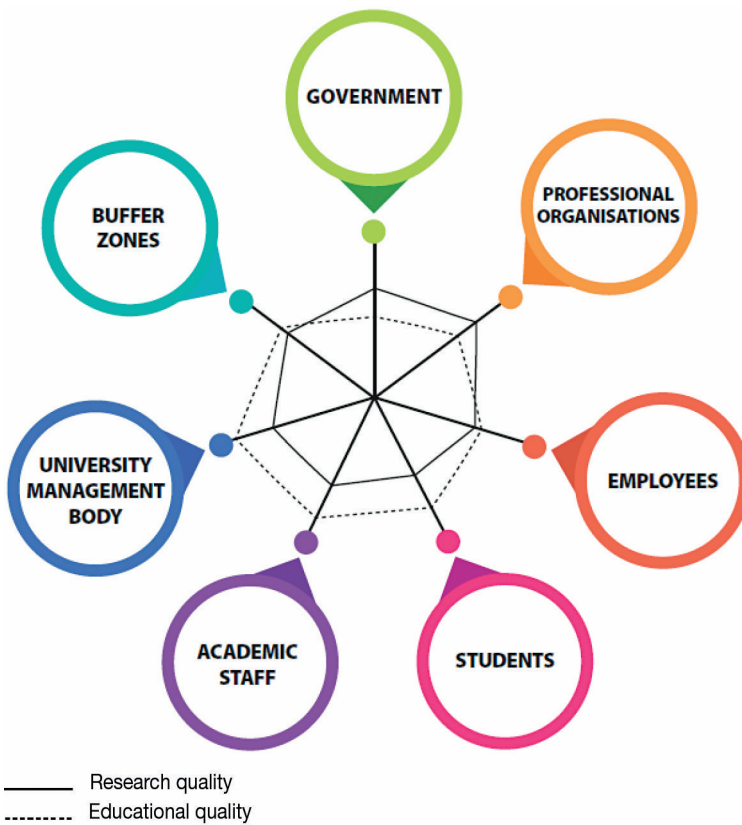 GOVERNMENT
PROFESSIONAL
ORGANISATIONS
BUFFER
ZONES
UNIVERSITY
MANAGEMENT
BODY
EMPLOYEES
ACADEMIC
STAFF
STUDENTS
Research quality
Educational quality